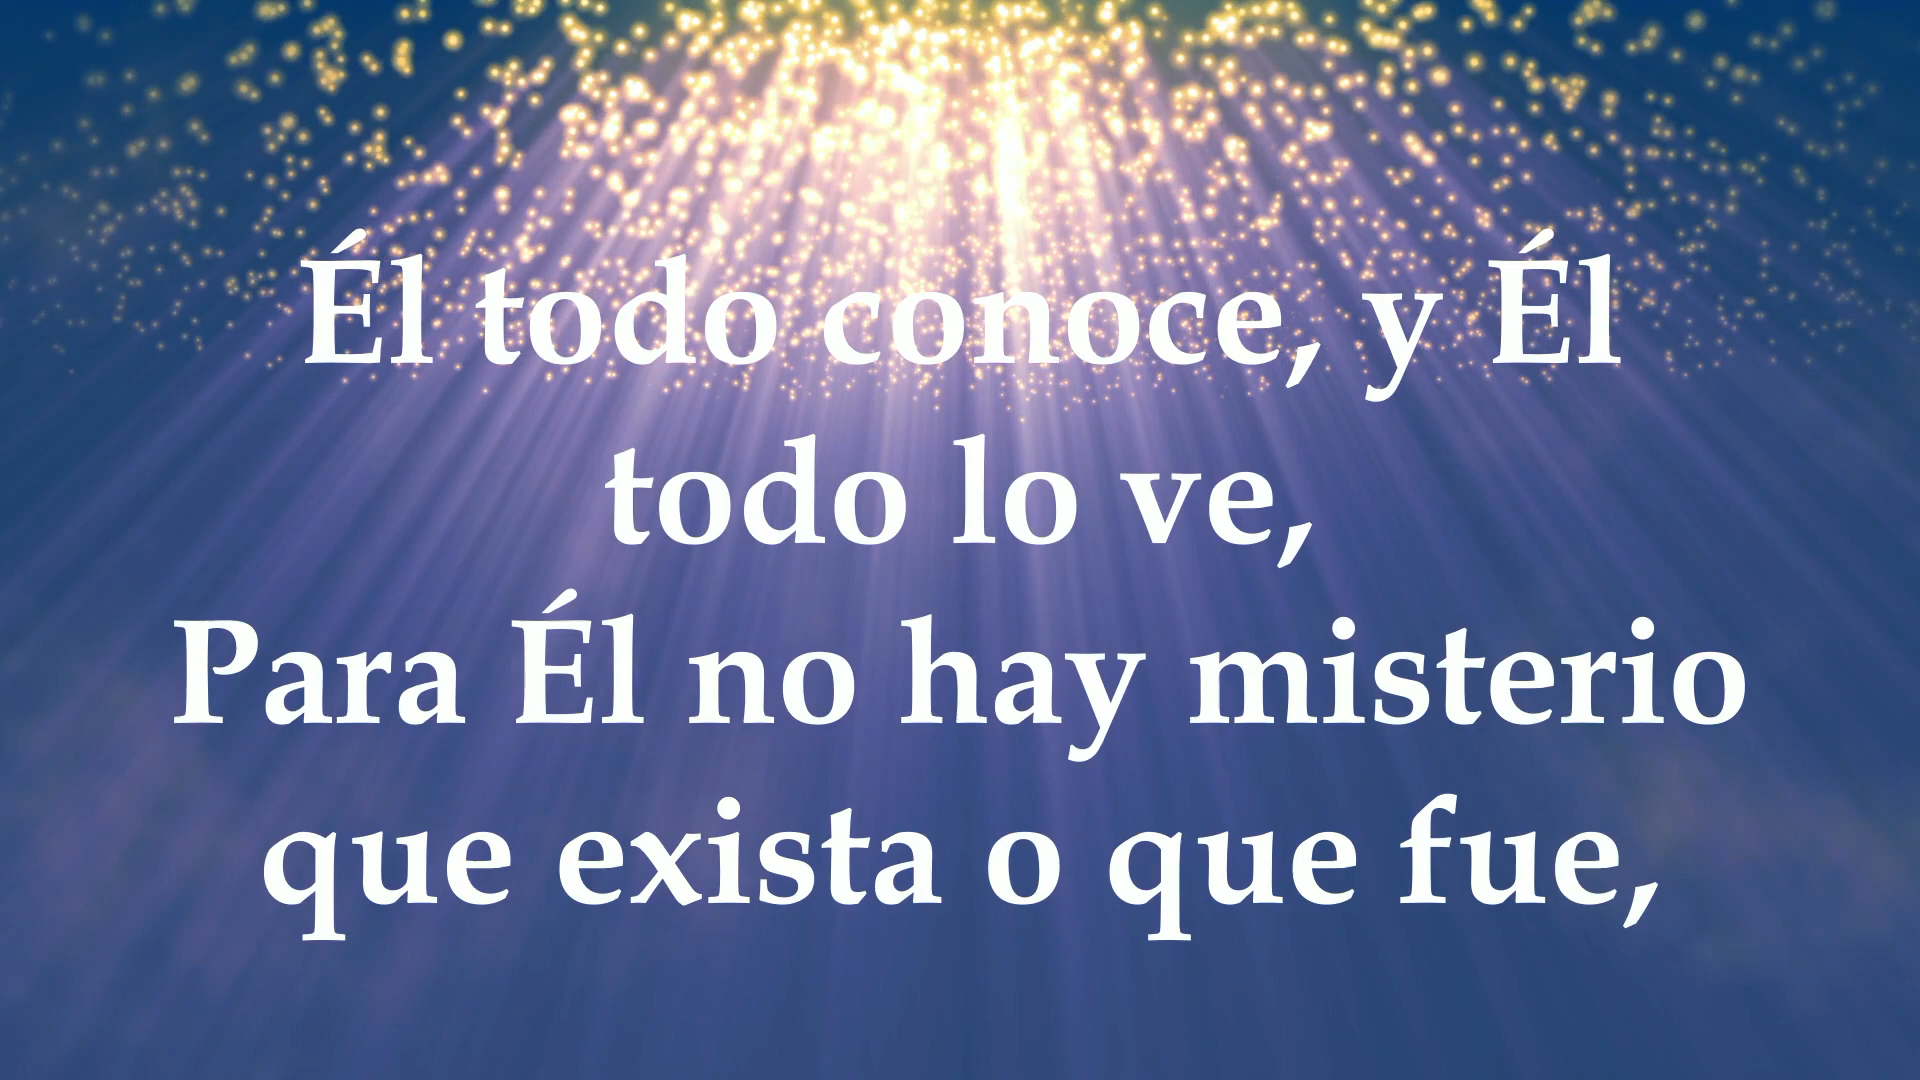 Él todo conoce, y Él
todo lo ve,
Para Él no hay misterio
que exista o que fue,